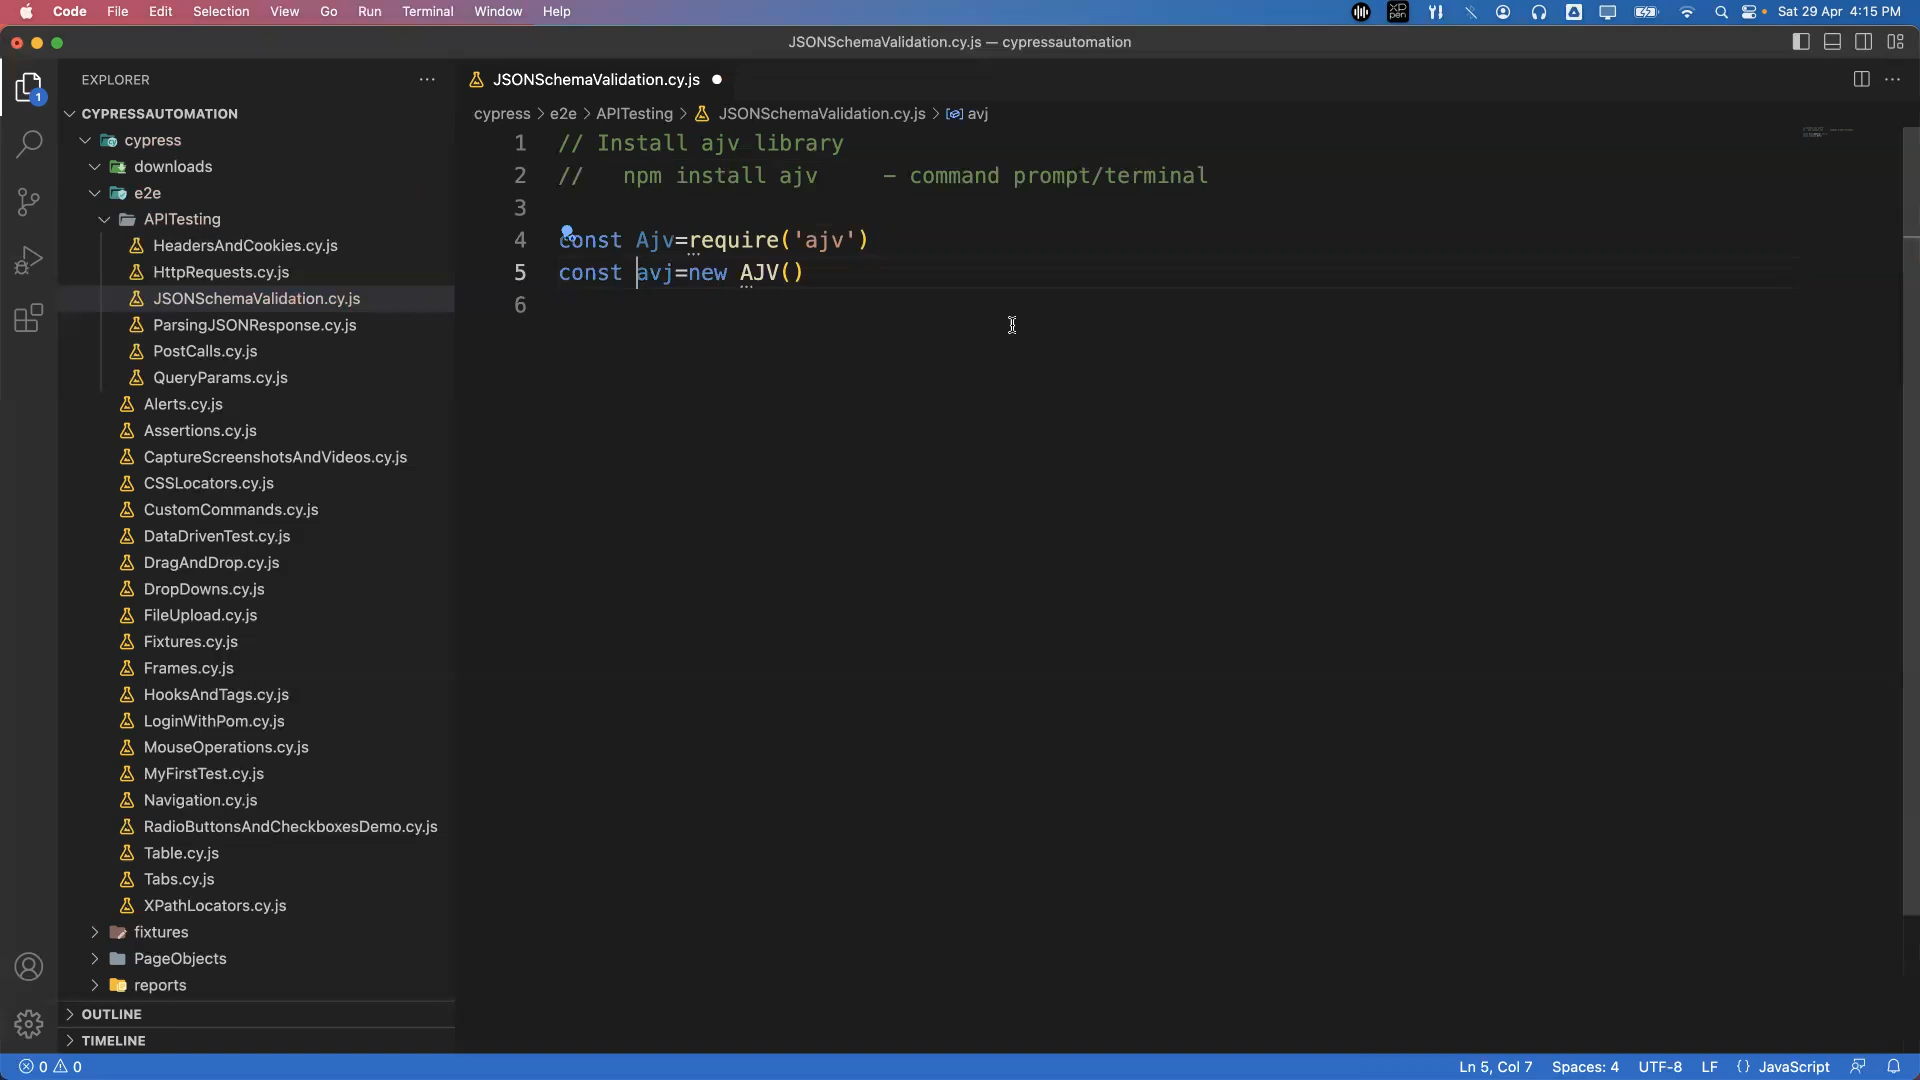 Code File Edit Selection View Go Run Terminal Window Help
XP pen
Sat 29 Apr 4:15 PM
JSONSchemaValidation.cy.js — cypressautomation
1
EXPLORER
CYPRESSAUTOMATION
cypress
downloads
e2e
APITesting
HeadersAndCookies.cy.js
HttpRequests.cy.js
JSONSchemaValidation.cy.js
ParsingJSONResponse.cy.js
PostCalls.cy.js
QueryParams.cy.js
Alerts.cy.js
Assertions.cy.js
CaptureScreenshotsAndVideos.cy.js
CSSLocators.cy.js
CustomCommands.cy.js
DataDrivenTest.cy.js
DragAndDrop.cy.js
DropDowns.cy.js
FileUpload.cy.js
Fixtures.cy.js
Frames.cy.js
HooksAndTags.cy.js
LoginWithPom.cy.js
MouseOperations.cy.js
MyFirstTest.cy.js
Navigation.cy.js
RadioButtonsAndCheckboxesDemo.cy.js
Table.cy.js
Tabs.cy.js
XPathLocators.cy.js
fixtures
PageObjects
reports
OUTLINE
TIMELINE
JSONSchemaValidation.cy.js
cypress > e2e > APITesting > JSONSchemaValidation.cy.js > avj
1 // Install ajv library
2 //   npm install ajv     – command prompt/terminal
3
4 const Ajv=require('ajv')
5 const avj=new AJV()
6
0 0
Ln 5, Col 7 Spaces: 4 UTF-8 LF {} JavaScript